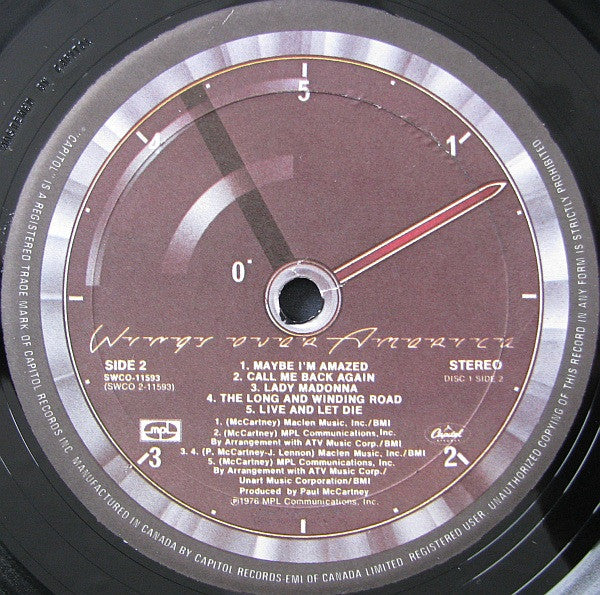 5
4
1
0
Wings over America
SIDE 2
SWCO-11593
(SWCO 2-11593)
STEREO
DISC 1 SIDE 2
1. MAYBE I'M AMAZED
2. CALL ME BACK AGAIN
3. LADY MADONNA
4. THE LONG AND WINDING ROAD
5. LIVE AND LET DIE
1. (McCartney) Maclen Music, Inc./BMI
2. (McCartney) MPL Communications, Inc.
By Arrangement with ATV Music Corp./BMI
3.4. (P. McCartney-J. Lennon) Maclen Music, Inc./BMI
5. (McCartney) MPL Communications, Inc.
By Arrangement with ATV Music Corp./
Unart Music Corporation/BMI
Produced by Paul McCartney
℗1976 MPL Communications, Inc.
mpl
Capitol
3
2
"CAPITOL" IS A REGISTERED TRADE MARK OF CAPITOL RECORDS INC. MANUFACTURED IN CANADA BY CAPITOL RECORDS-EMI OF CANADA LIMITED. REGISTERED USER. UNAUTHORIZED COPYING OF THIS RECORD IN ANY FORM IS STRICTLY PROHIBITED